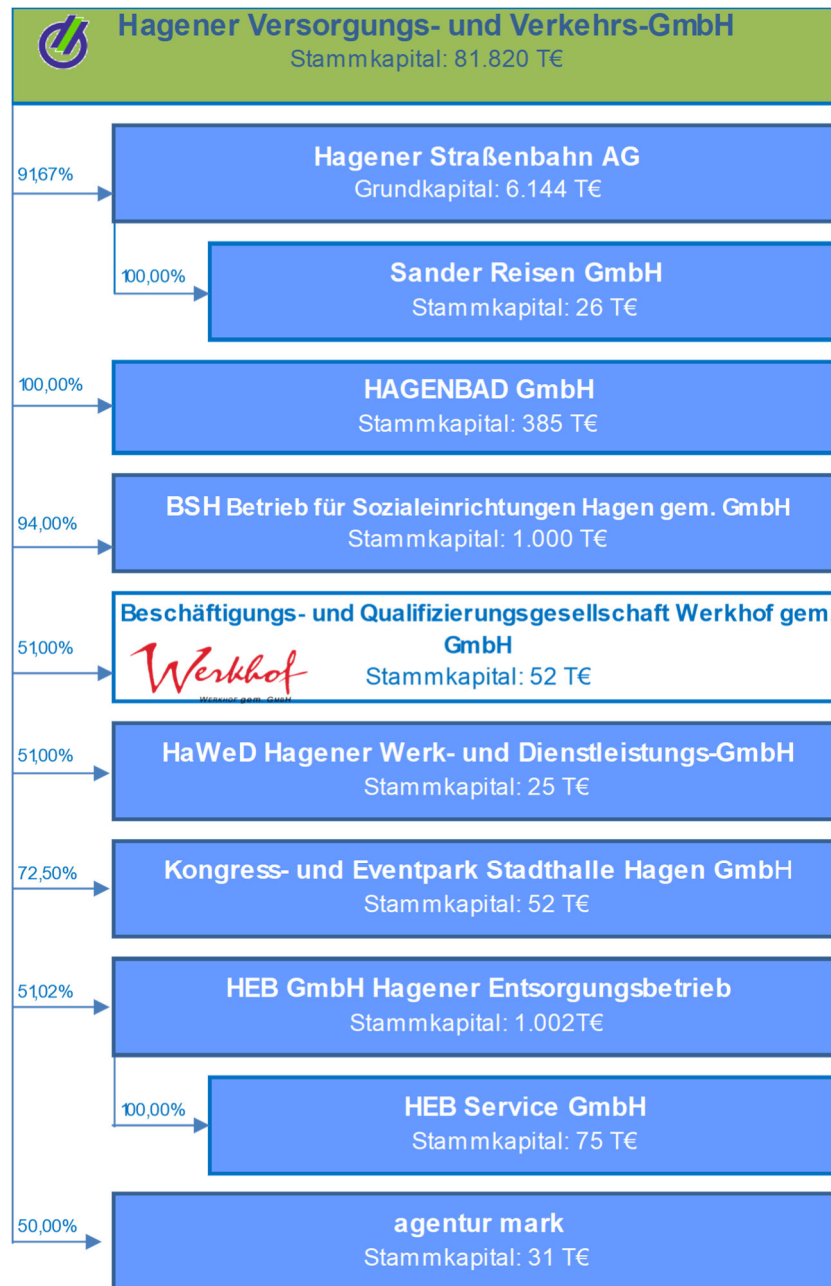 Hagener Versorgungs- und Verkehrs-GmbH
Stammkapital: 81.820 T€
91,67%
Hagener Straßenbahn AG
Grundkapital: 6.144 T€
100,00%
Sander Reisen GmbH
Stammkapital: 26 T€
100,00%
HAGENBAD GmbH
Stammkapital: 385 T€
94,00%
BSH Betrieb für Sozialeinrichtungen Hagen gem. GmbH
Stammkapital: 1.000 T€
51,00%
Beschäftigungs- und Qualifizierungsgesellschaft Werkhof gem
GmbH
Stammkapital: 52 T€
Werkhof
WERKHOF gem. GmbH
51,00%
HaWeD Hagener Werk- und Dienstleistungs-GmbH
Stammkapital: 25 T€
72,50%
Kongress- und Eventpark Stadthalle Hagen GmbH
Stammkapital: 52 T€
51,02%
HEB GmbH Hagener Entsorgungsbetrieb
Stammkapital: 1.002T€
100,00%
HEB Service GmbH
Stammkapital: 75 T€
50,00%
agentur mark
Stammkapital: 31 T€